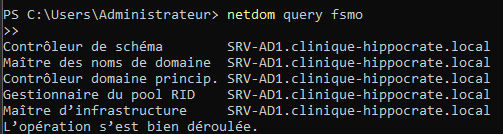 PS C:\Users\Administrateur> netdom query fsmo
>>
Contrôleur de schéma SRV-AD1.clinique-hippocrate.local
Maître des noms de domaine SRV-AD1.clinique-hippocrate.local
Contrôleur domaine princip. SRV-AD1.clinique-hippocrate.local
Gestionnaire du pool RID SRV-AD1.clinique-hippocrate.local
Maître d’infrastructure SRV-AD1.clinique-hippocrate.local
L’opération s’est bien déroulée.